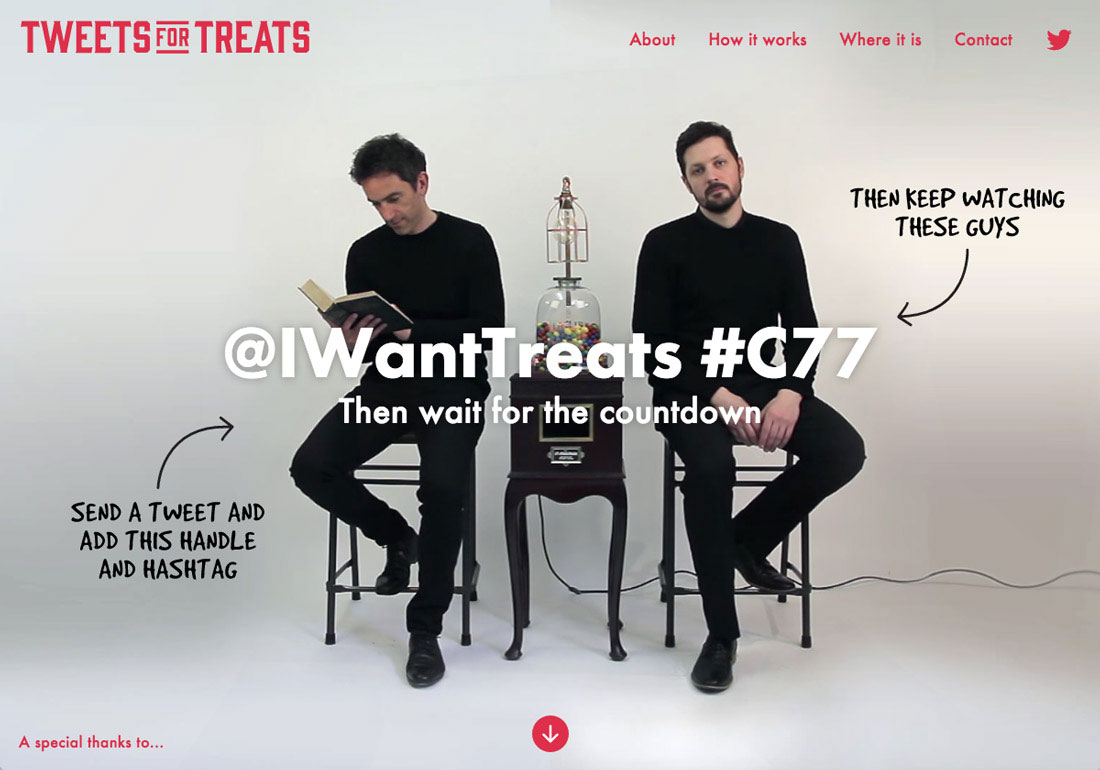 TWEETS FOR TREATS
About
How it works
Where it is
Contact
THEN KEEP WATCHING
THESE GUYS
@IWantTreats #C77
Then wait for the countdown
SEND A TWEET AND
ADD THIS HANDLE
AND HASHTAG
A special thanks to...